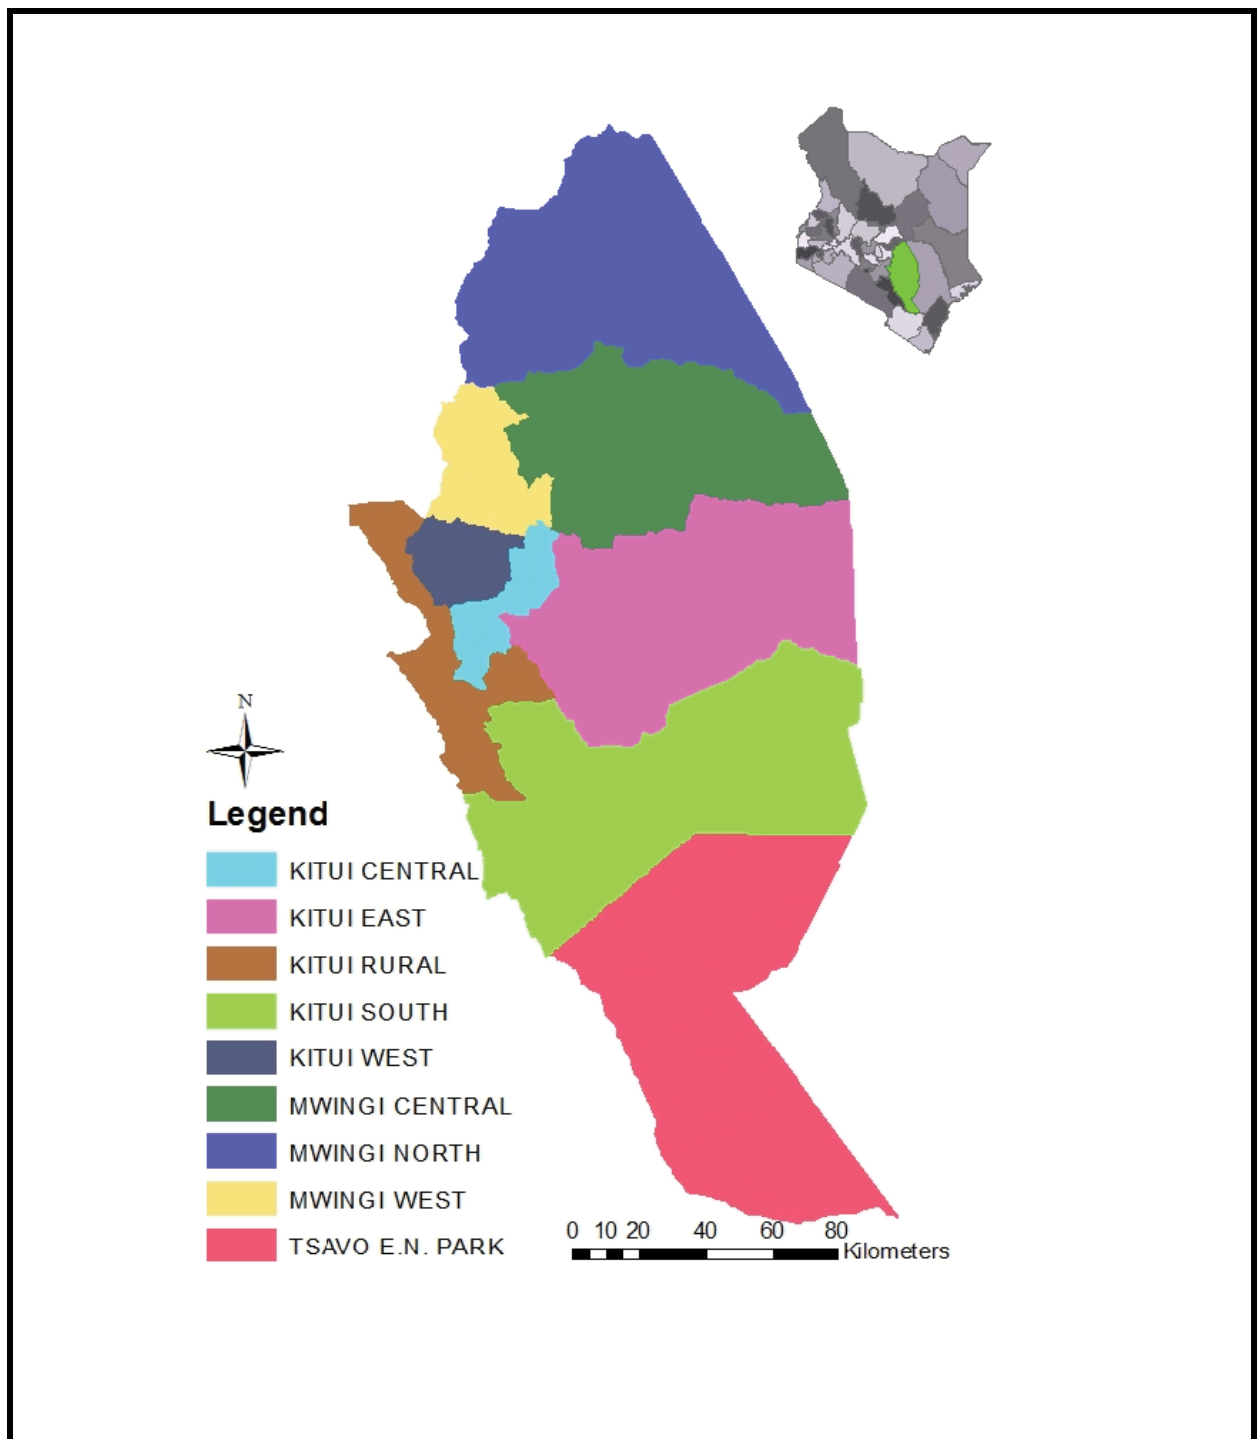 N
Legend
KITUI CENTRAL
KITUI EAST
KITUI RURAL
KITUI SOUTH
KITUI WEST
MWINGI CENTRAL
MWINGI NORTH
MWINGI WEST
TSAVO E.N. PARK
0 10 20 40 60 80
Kilometers